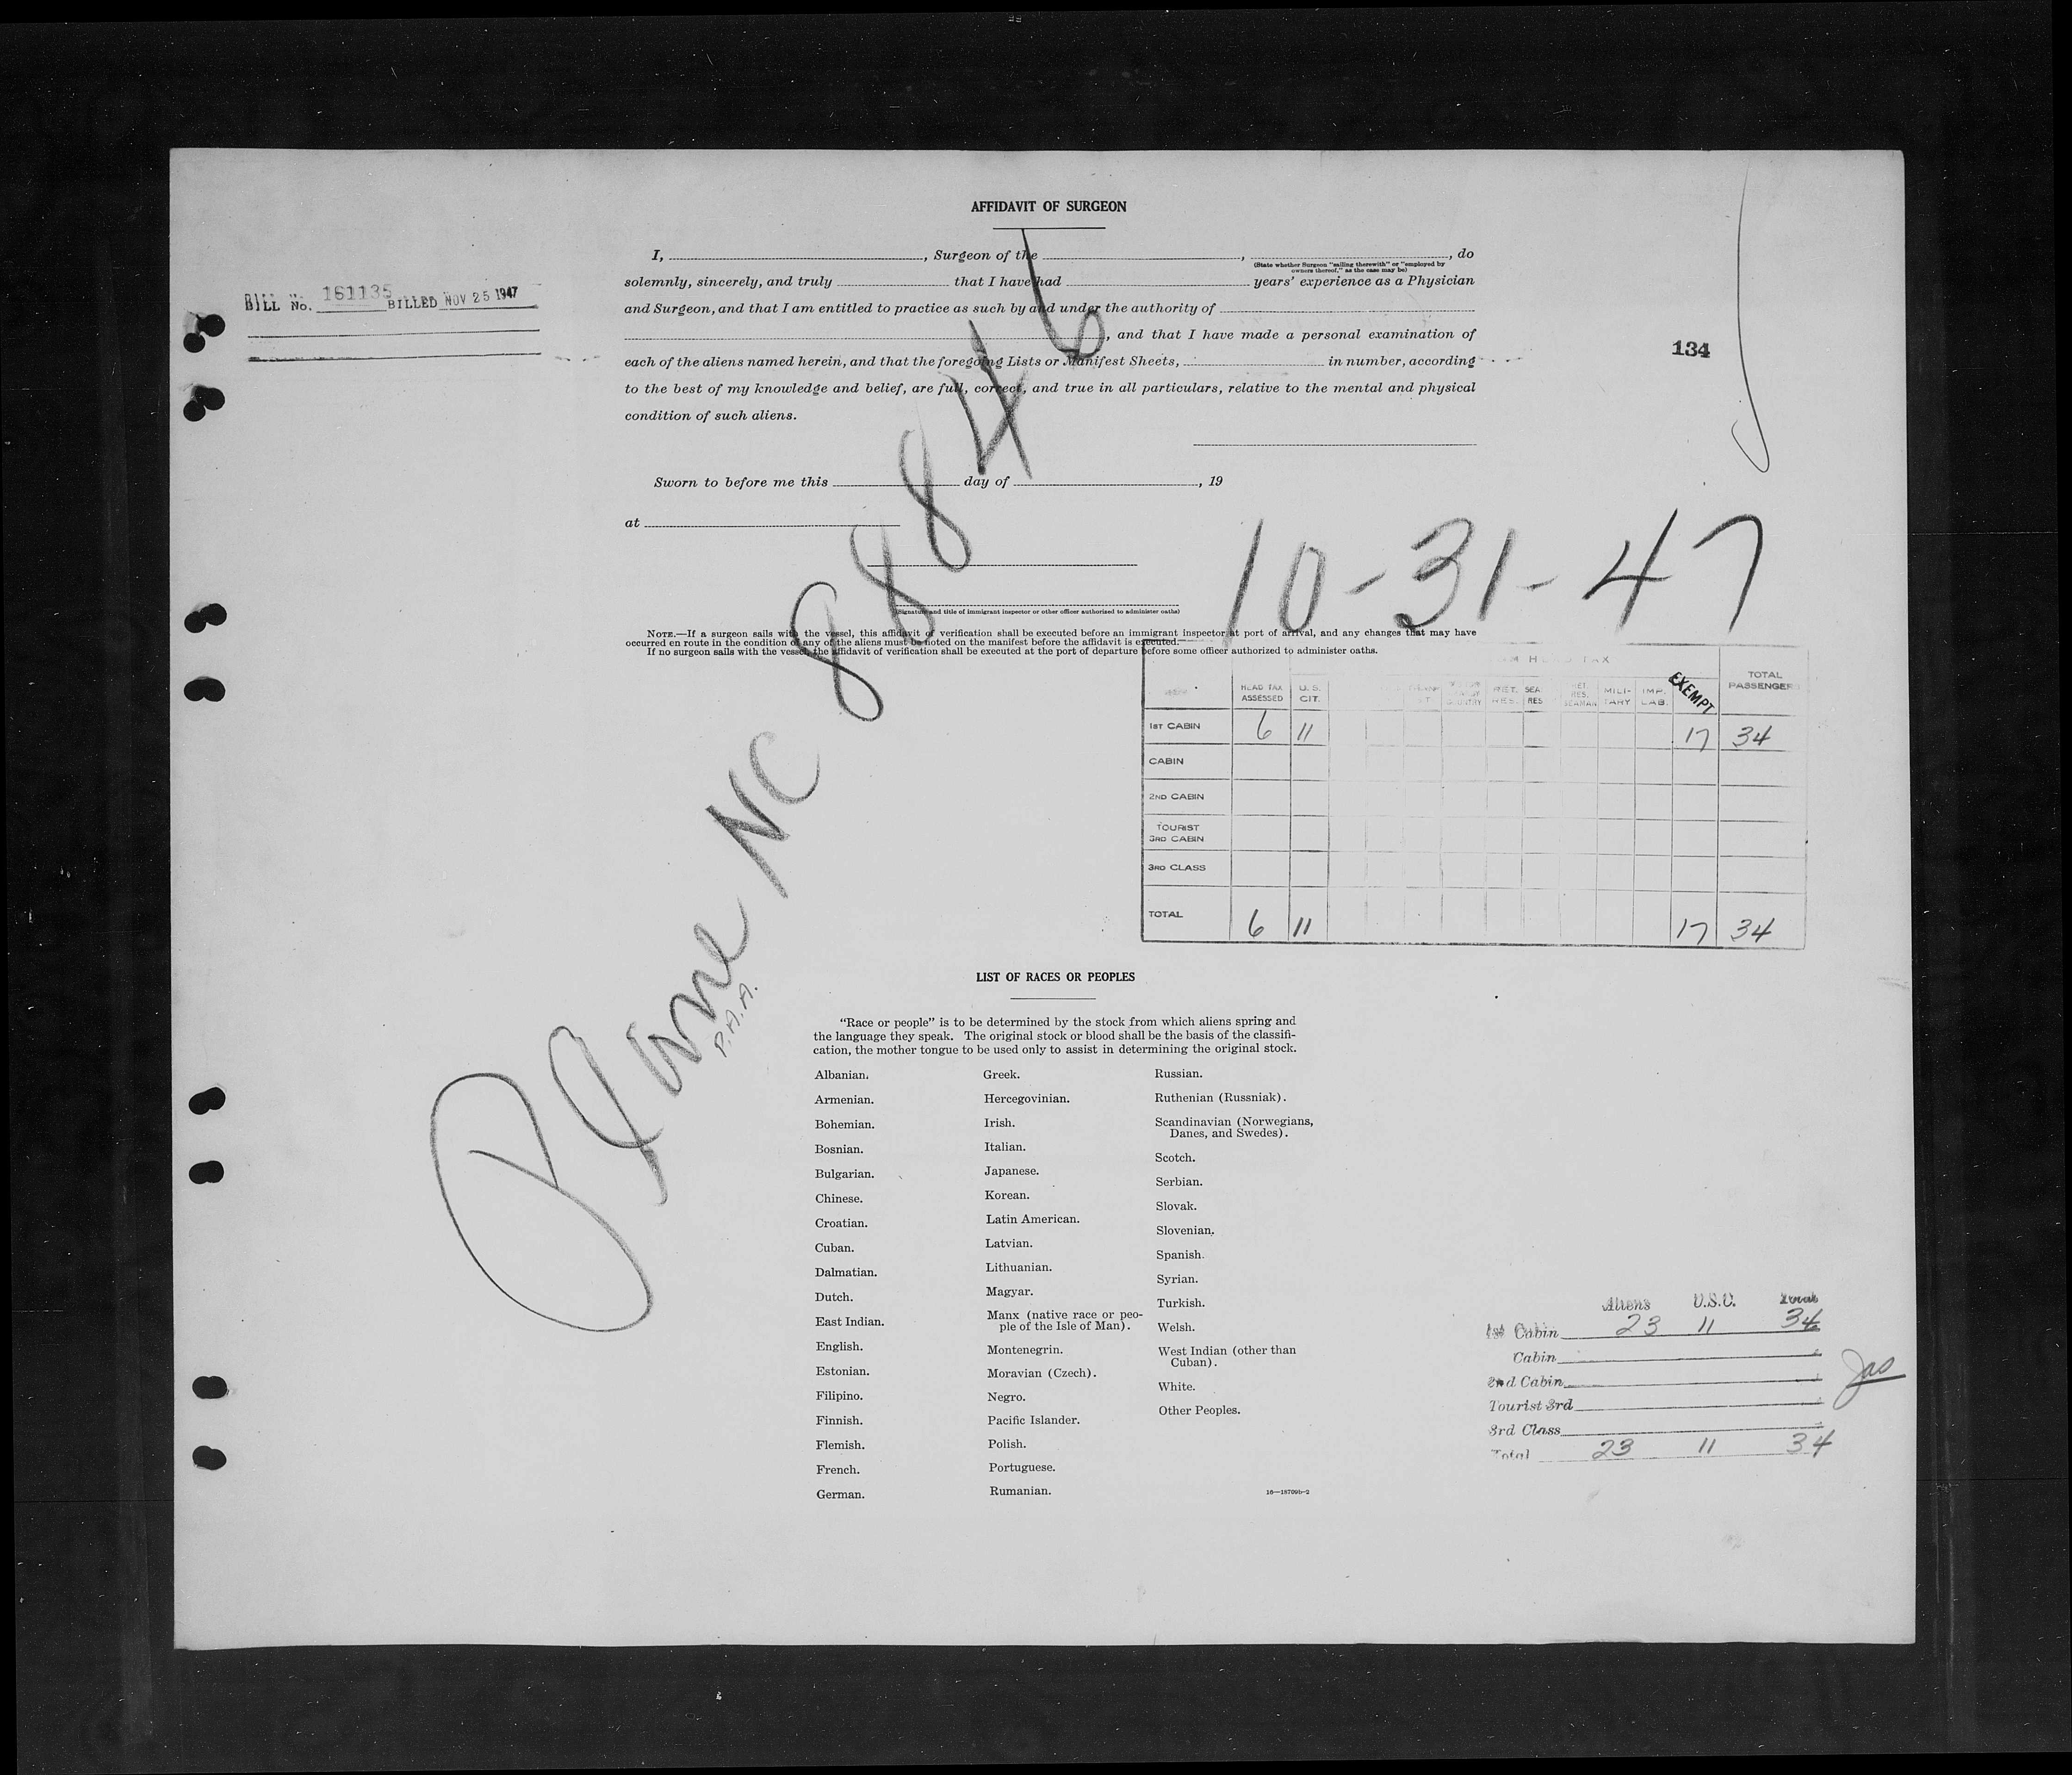 AFFIDAVIT OF SURGEON
I, , Surgeon of the , , do
(State whether Surgeon "sailing therewith" or "employed by
owners thereof," as the case may be)
solemnly, sincerely, and truly that I have had years' experience as a Physician
and Surgeon, and that I am entitled to practice as such by and under the authority of
, and that I have made a personal examination of
each of the aliens named herein, and that the foregoing Lists or Manifest Sheets, in number, according
to the best of my knowledge and belief, are full, correct, and true in all particulars, relative to the mental and physical
condition of such aliens.
BILL No. 161135 BILLED NOV 25 1947
134
Sworn to before me this day of , 19
at
(Signature and title of immigrant inspector or other officer authorized to administer oaths)
10-31-47
NOTE.—If a surgeon sails with the vessel, this affidavit of verification shall be executed before an immigrant inspector at port of arrival, and any changes that may have
occurred en route in the condition of any of the aliens must be noted on the manifest before the affidavit is executed.
If no surgeon sails with the vessel, the affidavit of verification shall be executed at the port of departure before some officer authorized to administer oaths.
Plane NC 88846
P.A.A.
HEAD TAX
HEAD TAX ASSESSED U.S. CIT. COUNTRY RET. RES. SEA RES RET. RES. SEAMAN MILI-TARY IMP. LAB. EXEMPT TOTAL PASSENGERS
1ST CABIN 6 11 17 34
CABIN
2ND CABIN
TOURIST
3RD CABIN
3RD CLASS
TOTAL 6 11 17 34
LIST OF RACES OR PEOPLES
"Race or people" is to be determined by the stock from which aliens spring and
the language they speak. The original stock or blood shall be the basis of the classifi-
cation, the mother tongue to be used only to assist in determining the original stock.
Albanian.
Armenian.
Bohemian.
Bosnian.
Bulgarian.
Chinese.
Croatian.
Cuban.
Dalmatian.
Dutch.
East Indian.
English.
Estonian.
Filipino.
Finnish.
Flemish.
French.
German.
Greek.
Hercegovinian.
Irish.
Italian.
Japanese.
Korean.
Latin American.
Latvian.
Lithuanian.
Magyar.
Manx (native race or peo-
ple of the Isle of Man).
Montenegrin.
Moravian (Czech).
Negro.
Pacific Islander.
Polish.
Portuguese.
Rumanian.
Russian.
Ruthenian (Russniak).
Scandinavian (Norwegians,
Danes, and Swedes).
Scotch.
Serbian.
Slovak.
Slovenian.
Spanish.
Syrian.
Turkish.
Welsh.
West Indian (other than
Cuban).
White.
Other Peoples.
16—18709b-2
Aliens U.S.C. Total
1st Cabin 23 11 34
Cabin
2nd Cabin
Tourist 3rd
3rd Class
Total 23 11 34